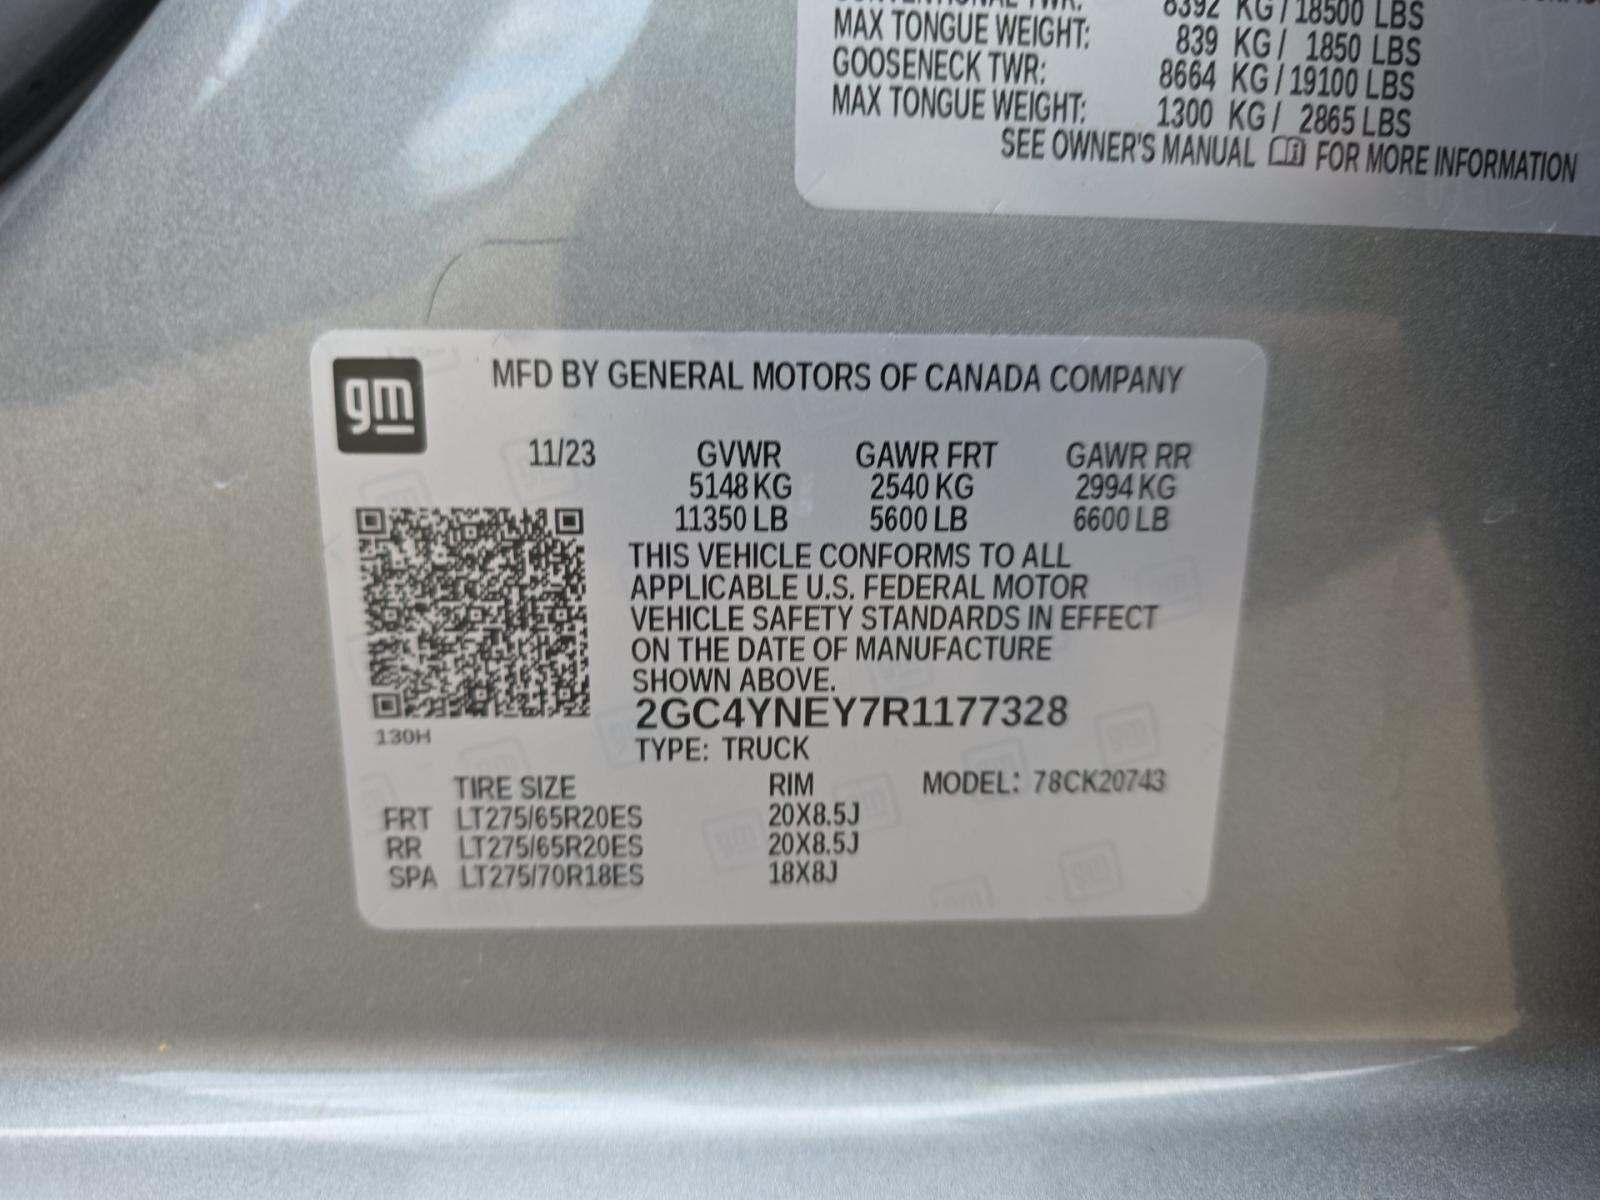 8392 KG / 18500 LBS
MAX TONGUE WEIGHT: 839 KG / 1850 LBS
GOOSENECK TWR: 8664 KG / 19100 LBS
MAX TONGUE WEIGHT: 1300 KG / 2865 LBS
SEE OWNER'S MANUAL FOR MORE INFORMATION
gm
MFD BY GENERAL MOTORS OF CANADA COMPANY
11/23 GVWR GAWR FRT GAWR RR
5148 KG 2540 KG 2994 KG
11350 LB 5600 LB 6600 LB
THIS VEHICLE CONFORMS TO ALL
APPLICABLE U.S. FEDERAL MOTOR
VEHICLE SAFETY STANDARDS IN EFFECT
ON THE DATE OF MANUFACTURE
SHOWN ABOVE.
2GC4YNEY7R1177328
130H
TYPE: TRUCK
TIRE SIZE RIM MODEL: 78CK20743
FRT LT275/65R20ES 20X8.5J
RR LT275/65R20ES 20X8.5J
SPA LT275/70R18ES 18X8J